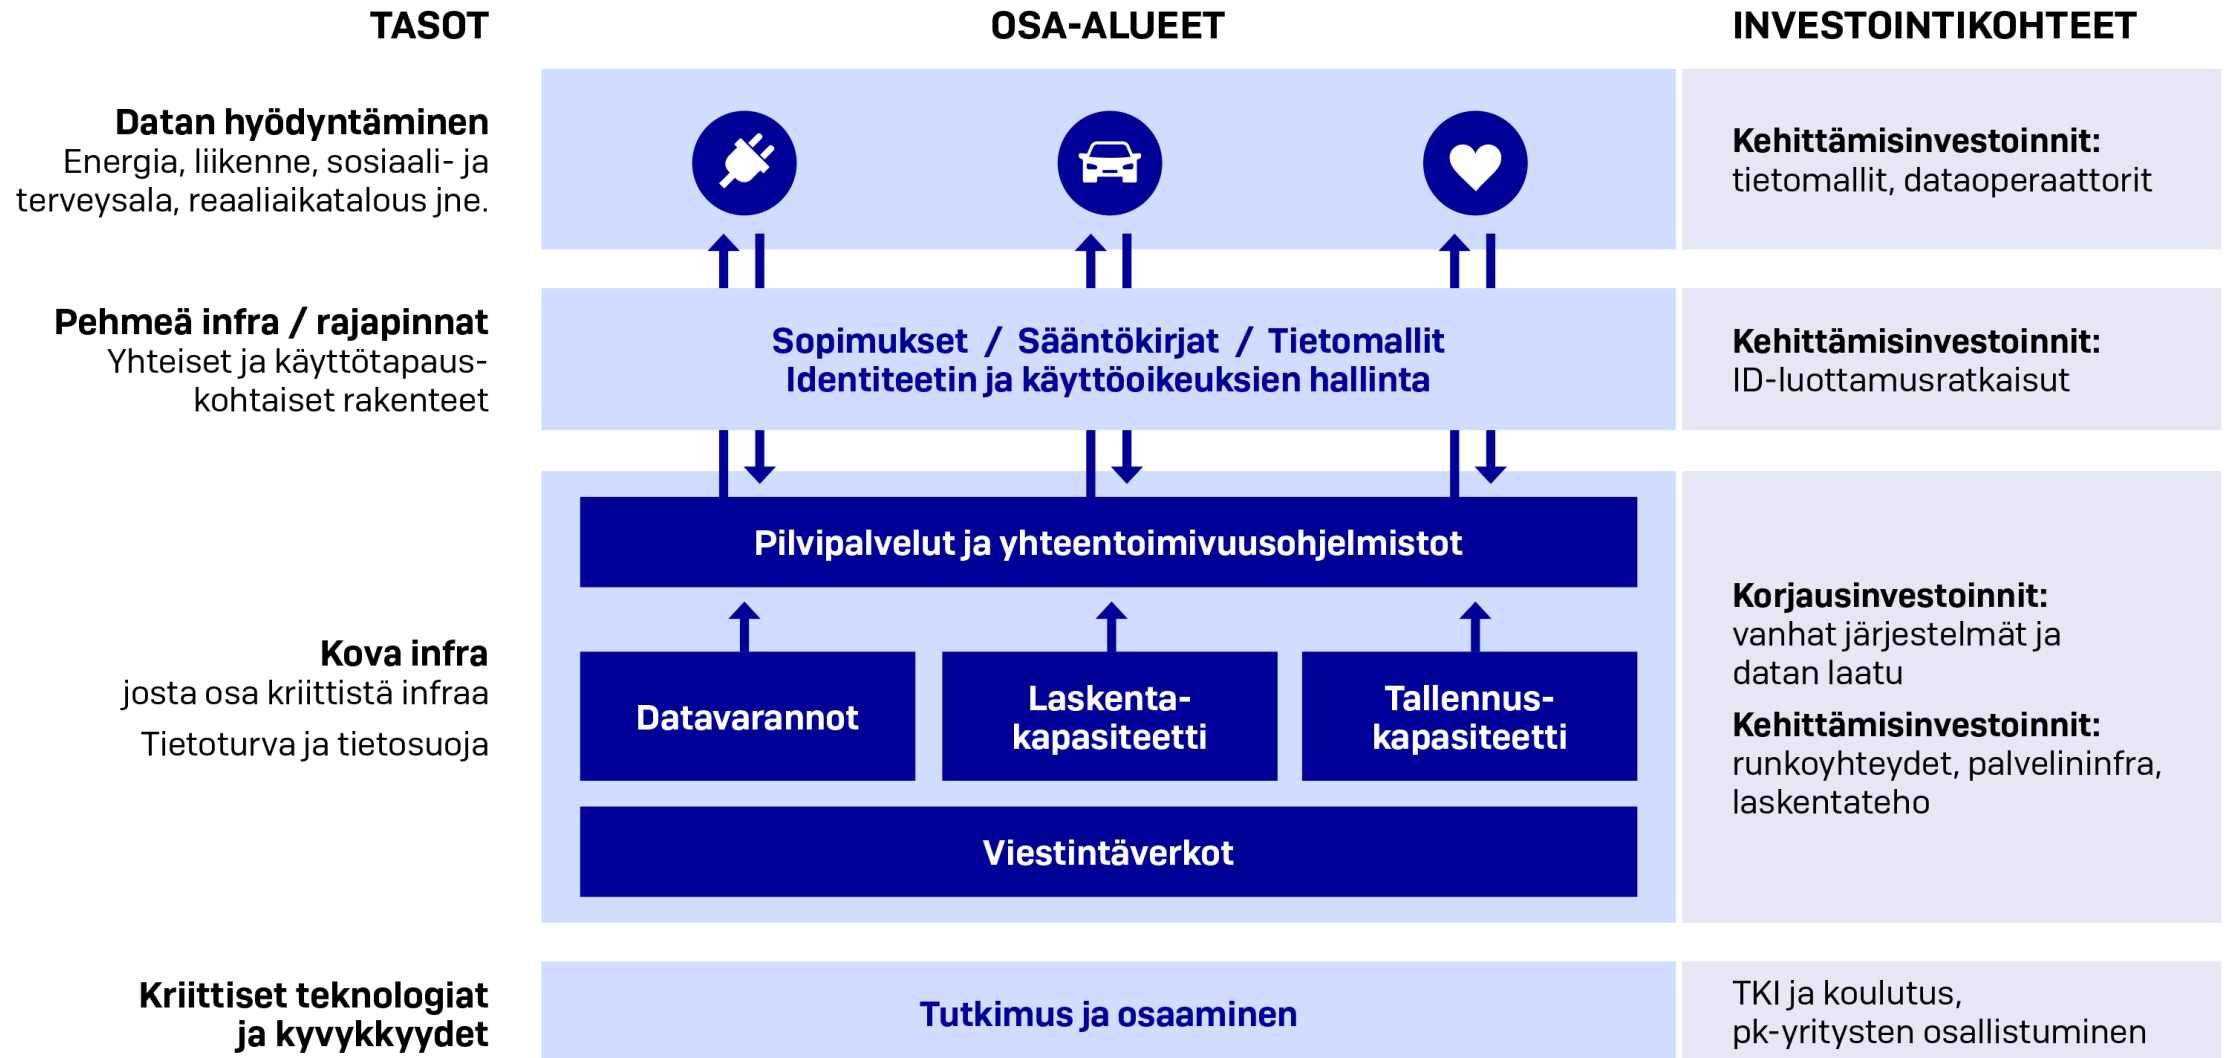 TASOT
OSA-ALUEET
INVESTOINTIKOHTEET
Datan hyödyntäminen
Energia, liikenne, sosiaali- ja
terveysala, reaaliaikatalous jne.
Kehittämisinvestoinnit:
tietomallit, dataoperaattorit
Pehmeä infra / rajapinnat
Yhteiset ja käyttötapaus-
kohtaiset rakenteet
Sopimukset / Sääntökirjat / Tietomallit
Identiteetin ja käyttöoikeuksien hallinta
Kehittämisinvestoinnit:
ID-luottamusratkaisut
Kova infra
josta osa kriittistä infraa
Tietoturva ja tietosuoja
Pilvipalvelut ja yhteentoimivuusohjelmistot
Datavarannot
Laskenta-
kapasiteetti
Tallennus-
kapasiteetti
Viestintäverkot
Korjausinvestoinnit:
vanhat järjestelmät ja
datan laatu
Kehittämisinvestoinnit:
runkoyhteydet, palvelininfra,
laskentateho
Kriittiset teknologiat
ja kyvykkyydet
Tutkimus ja osaaminen
TKI ja koulutus,
pk-yritysten osallistuminen